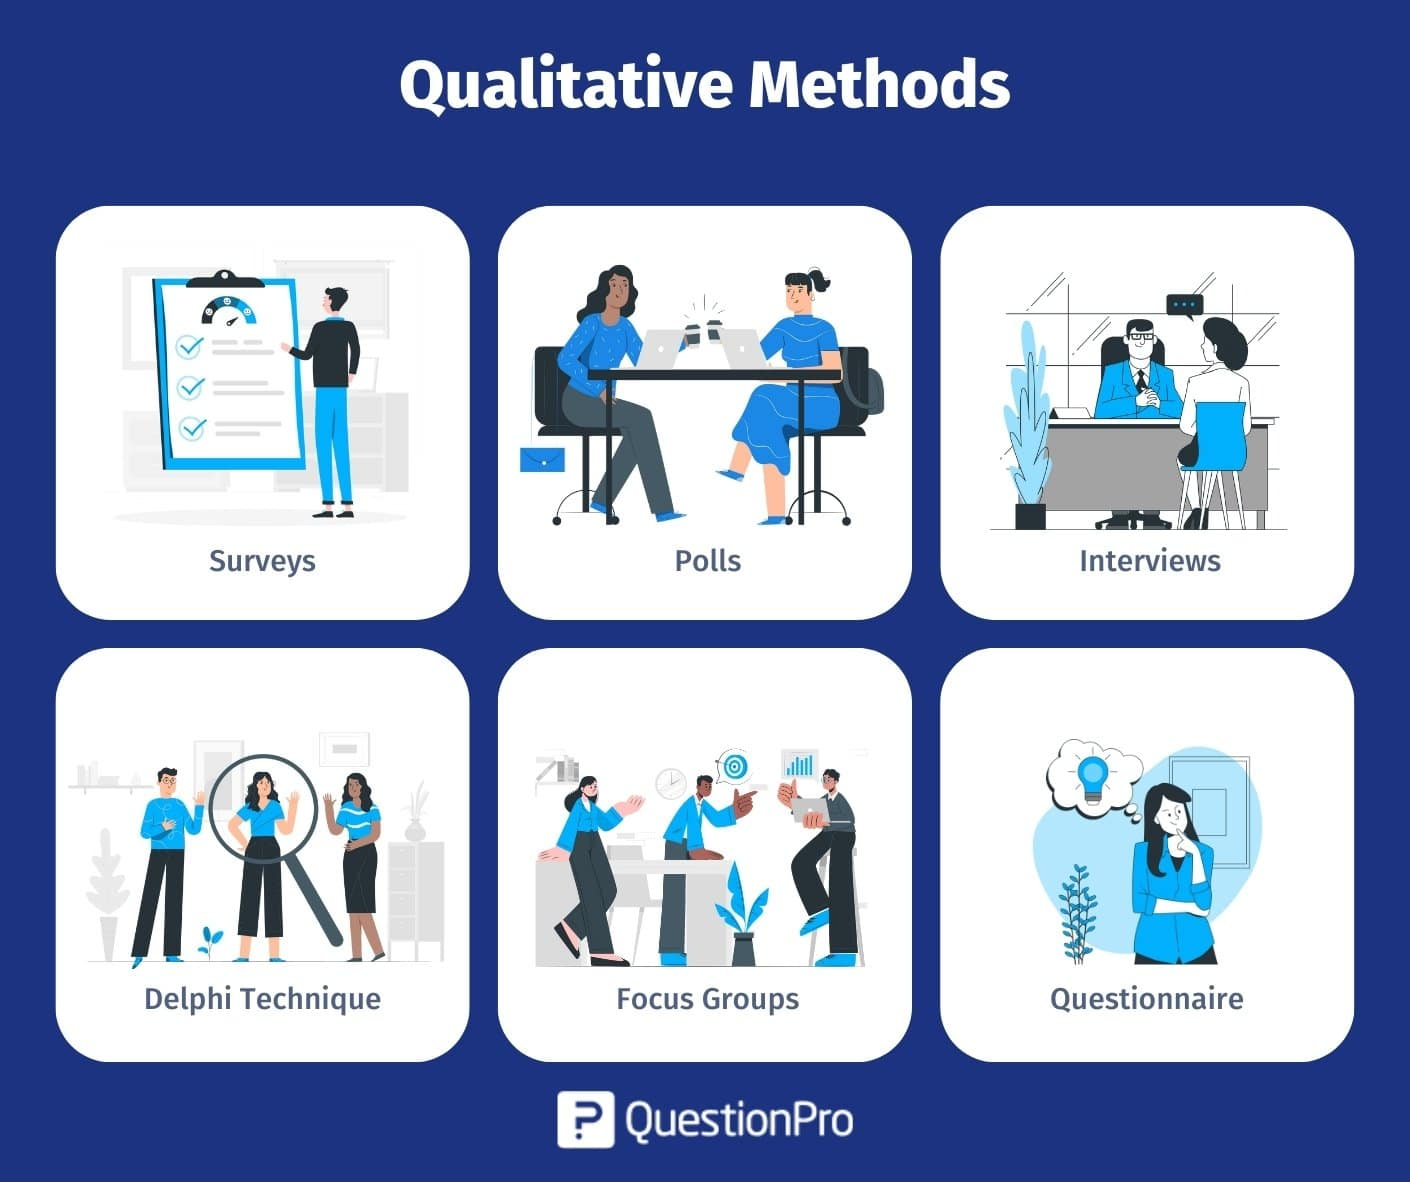 Qualitative Methods
Surveys
Polls
Interviews
Delphi Technique
Focus Groups
Questionnaire
QuestionPro